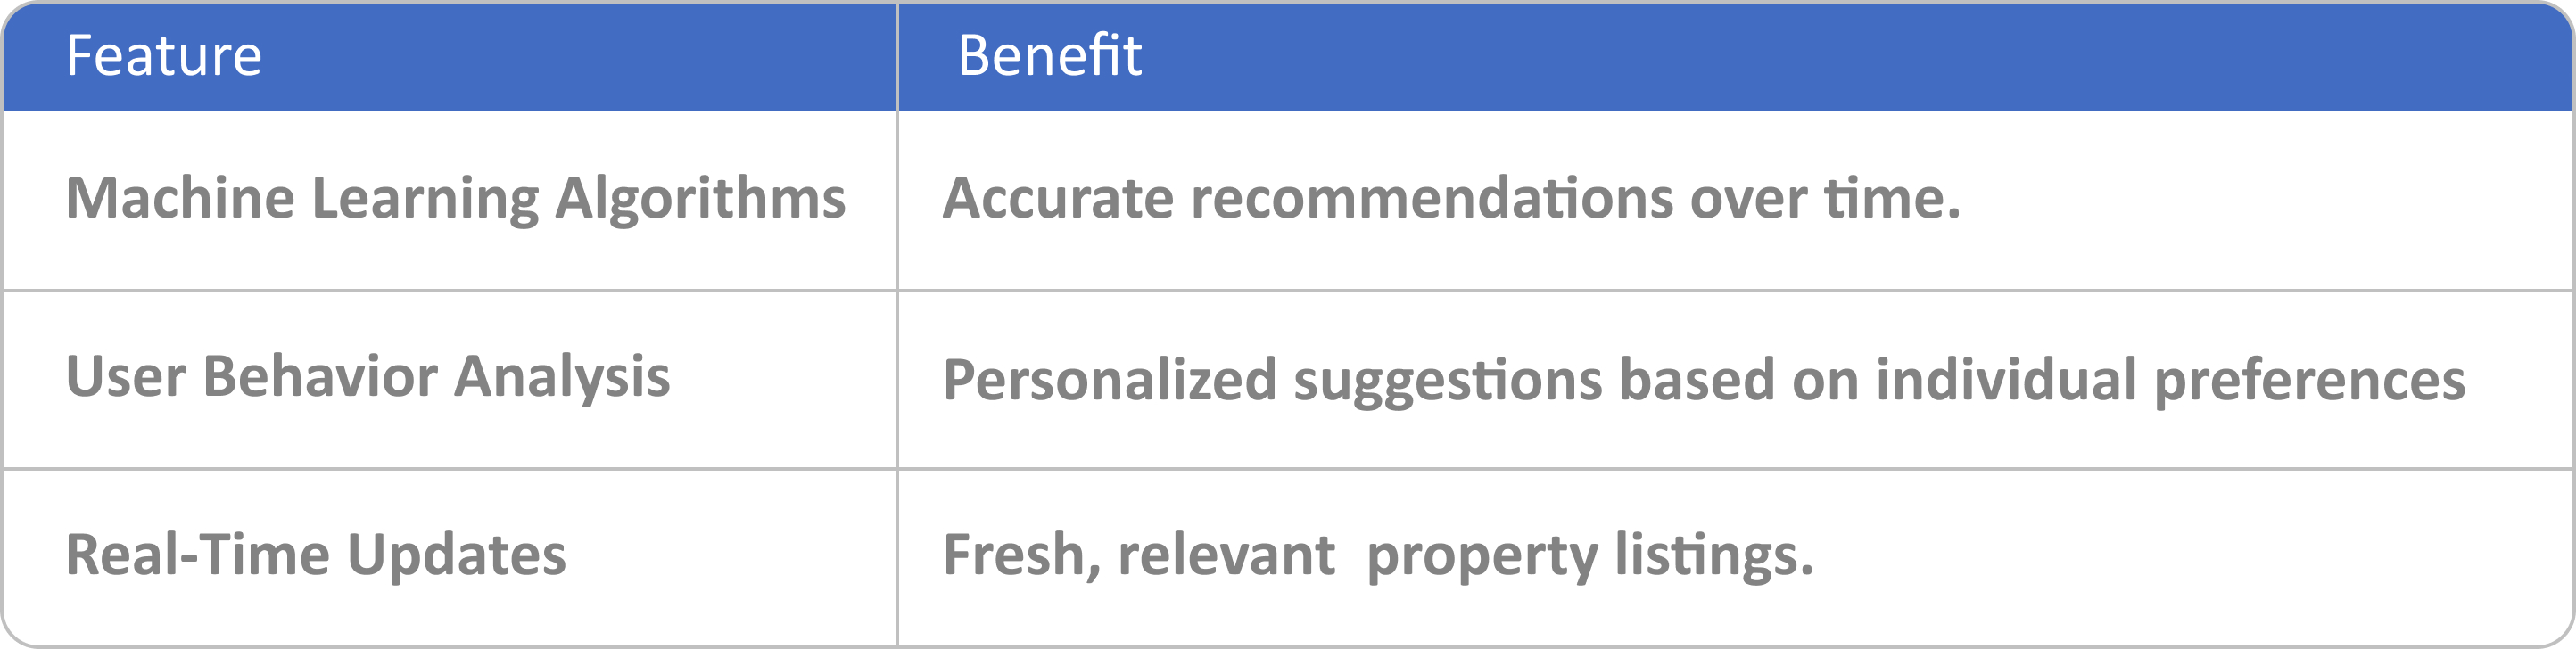 Feature Benefit
Machine Learning Algorithms Accurate recommendations over time.
User Behavior Analysis Personalized suggestions based on individual preferences
Real-Time Updates Fresh, relevant  property listings.